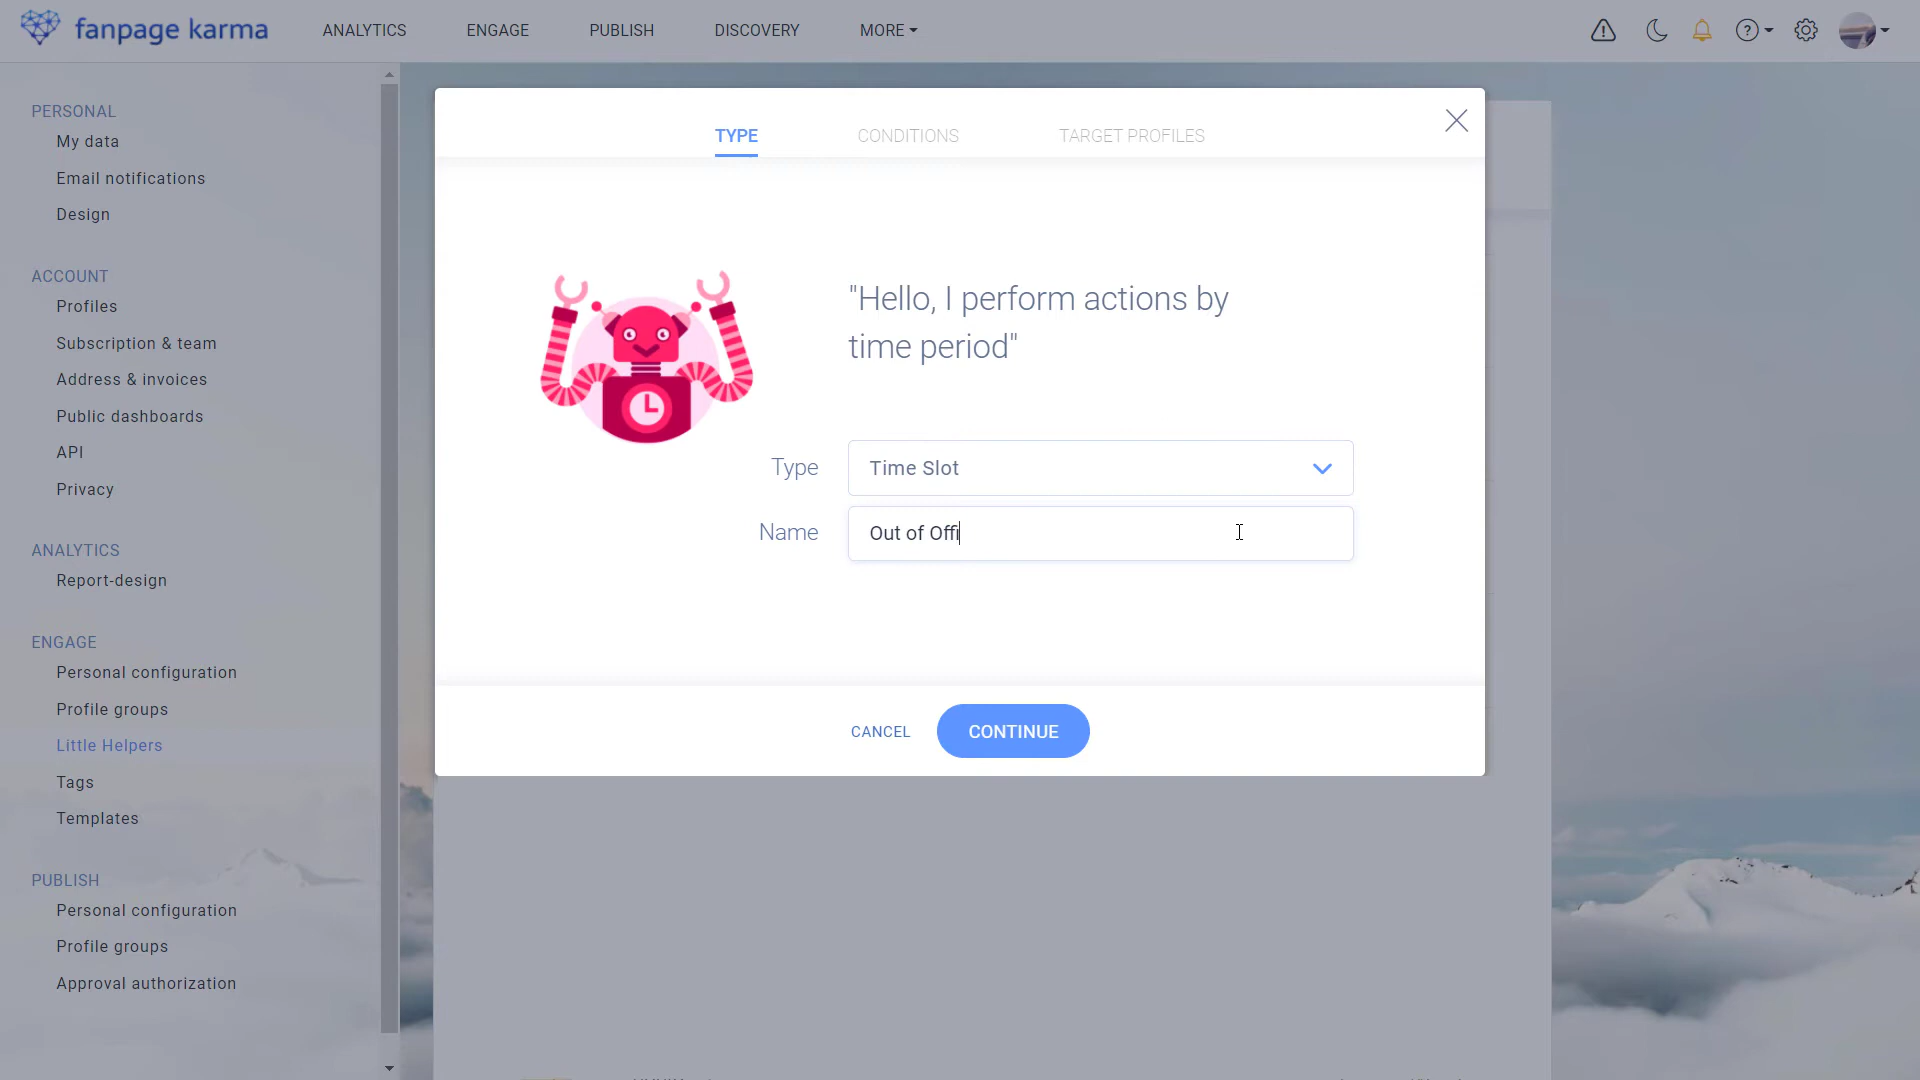 fanpage karma
ANALYTICS
ENGAGE
PUBLISH
DISCOVERY
MORE
PERSONAL
My data
Email notifications
Design
ACCOUNT
Profiles
Subscription & team
Address & invoices
Public dashboards
API
Privacy
ANALYTICS
Report-design
ENGAGE
Personal configuration
Profile groups
Little Helpers
Tags
Templates
PUBLISH
Personal configuration
Profile groups
Approval authorization
TYPE
CONDITIONS
TARGET PROFILES
"Hello, I perform actions by
time period"
Type
Time Slot
Name
Out of Offi
CANCEL
CONTINUE